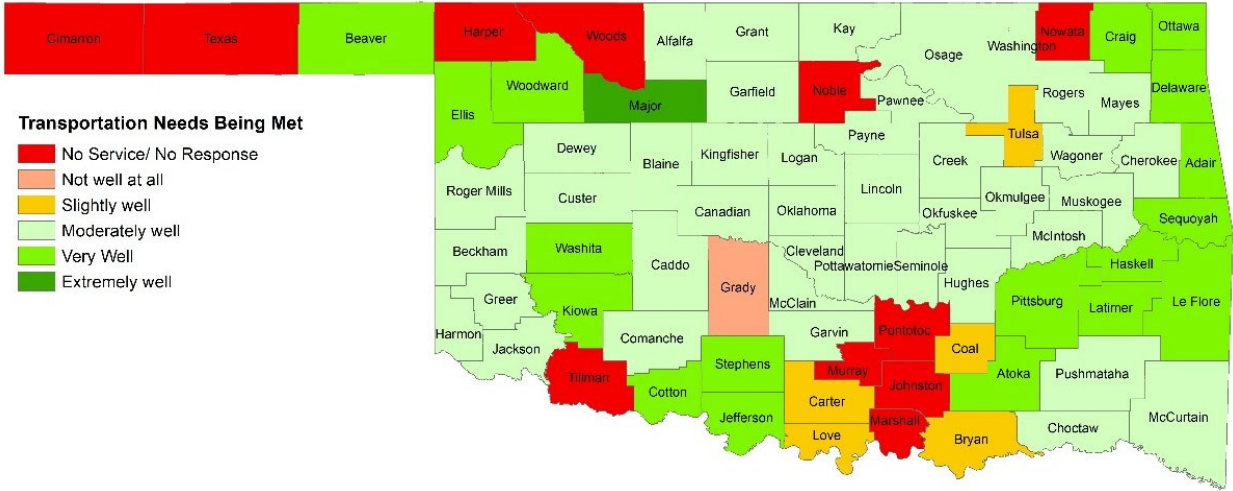 Cimarron
Texas
Beaver
Harper
Woods
Alfalfa
Grant
Kay
Osage
Washington
Nowata
Craig
Ottawa
Woodward
Ellis
Major
Garfield
Noble
Pawnee
Rogers
Mayes
Delaware
Transportation Needs Being Met
No Service/ No Response
Not well at all
Slightly well
Moderately well
Very Well
Extremely well
Dewey
Blaine
Kingfisher
Logan
Payne
Creek
Tulsa
Wagoner
Cherokee
Adair
Roger Mills
Custer
Canadian
Oklahoma
Lincoln
Okfuskee
Okmulgee
Muskogee
Sequoyah
Beckham
Washita
Caddo
Grady
Cleveland
Pottawatomie
Seminole
McClain
Hughes
McIntosh
Haskell
Pittsburg
Latimer
Le Flore
Greer
Kiowa
Harmon
Jackson
Comanche
Garvin
Pontotoc
Coal
Tillman
Cotton
Stephens
Murray
Johnston
Atoka
Pushmataha
Jefferson
Carter
Love
Marshall
Bryan
Choctaw
McCurtain